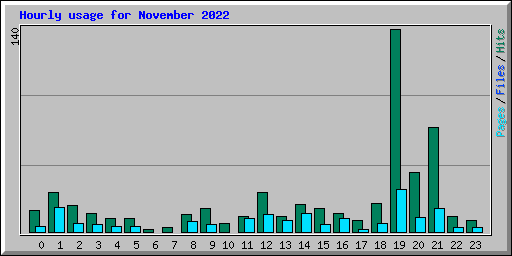 Hourly usage for November 2022
140
Pages/Files/Hits
0 1 2 3 4 5 6 7 8 9 10 11 12 13 14 15 16 17 18 19 20 21 22 23